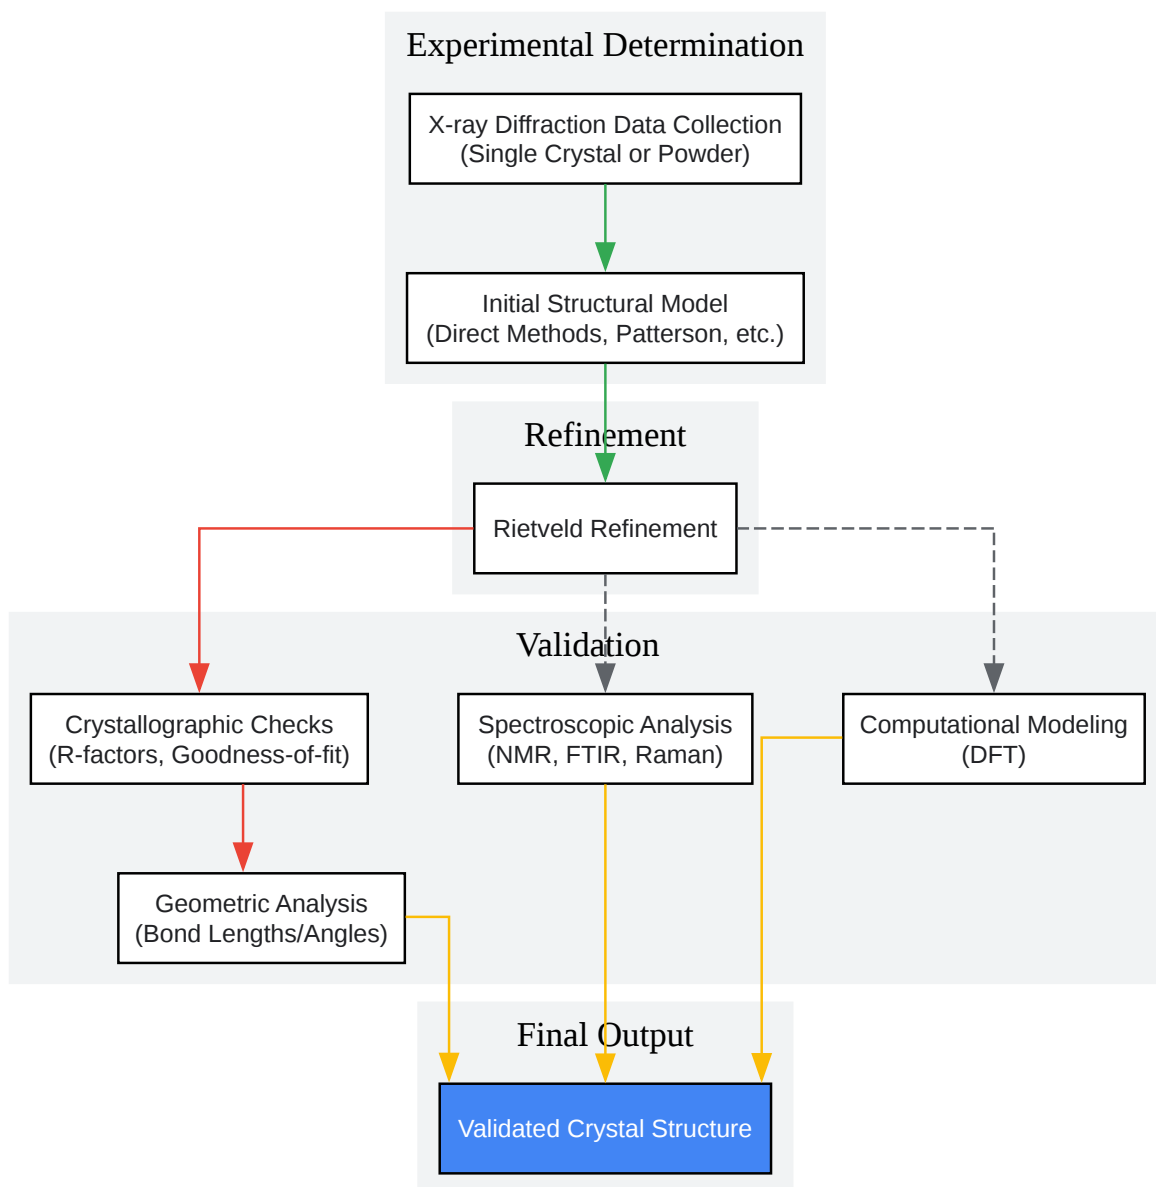 Experimental Determination
X-ray Diffraction Data Collection
(Single Crystal or Powder)
Initial Structural Model
(Direct Methods, Patterson, etc.)
Refinement
Rietveld Refinement
Validation
Crystallographic Checks
(R-factors, Goodness-of-fit)
Spectroscopic Analysis
(NMR, FTIR, Raman)
Computational Modeling
(DFT)
Geometric Analysis
(Bond Lengths/Angles)
Final Output
Validated Crystal Structure